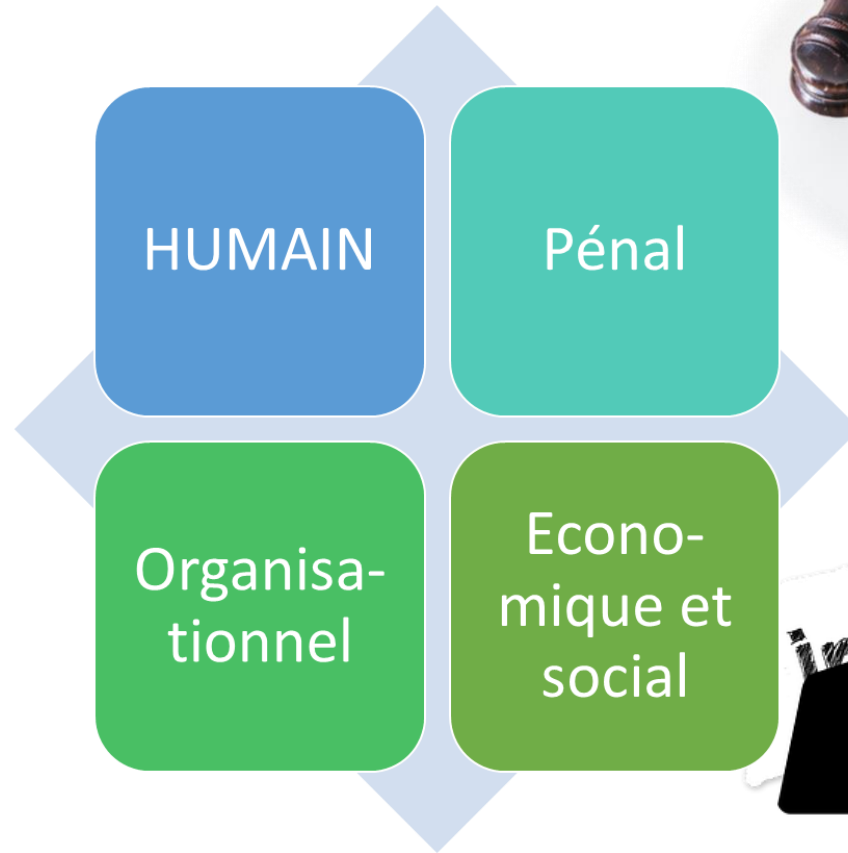 HUMAIN
Pénal
Organisa-
tionnel
Econo-
mique et
social